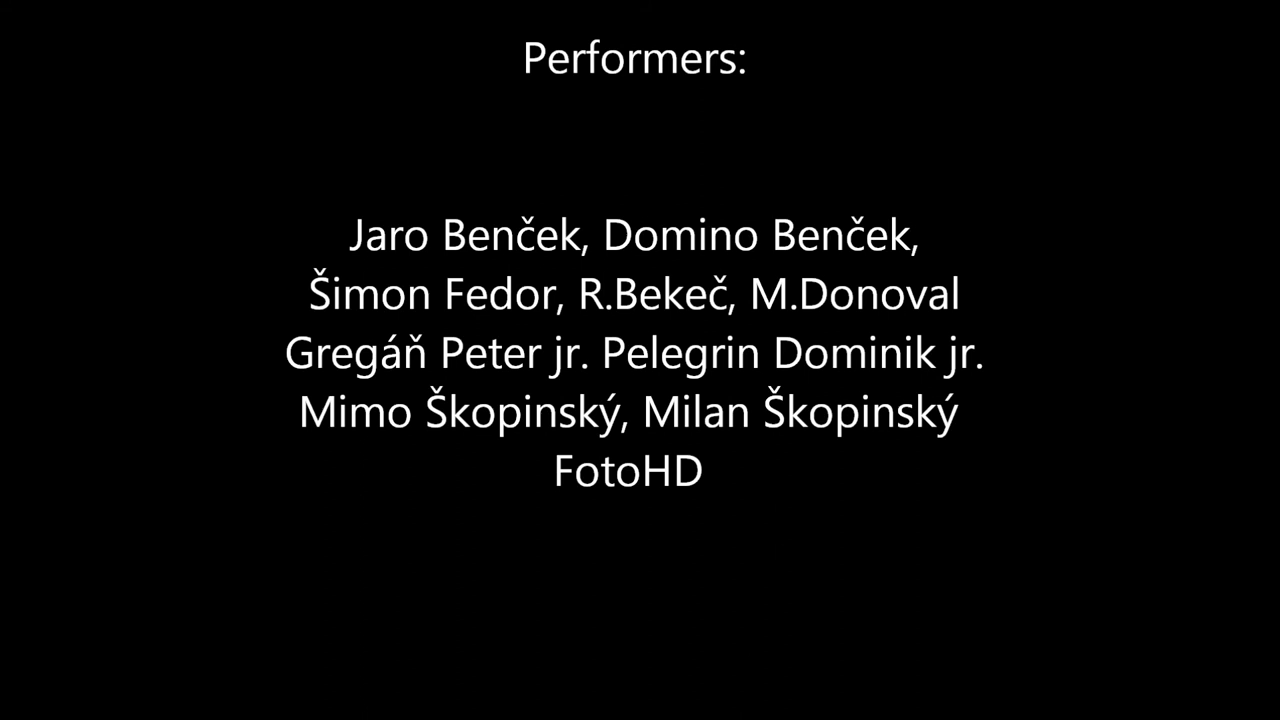 Performers:
Jaro Benček, Domino Benček,
Šimon Fedor, R.Bekeč, M.Donoval
Gregáň Peter jr. Pelegrin Dominik jr.
Mimo Škopinský, Milan Škopinský
FotoHD